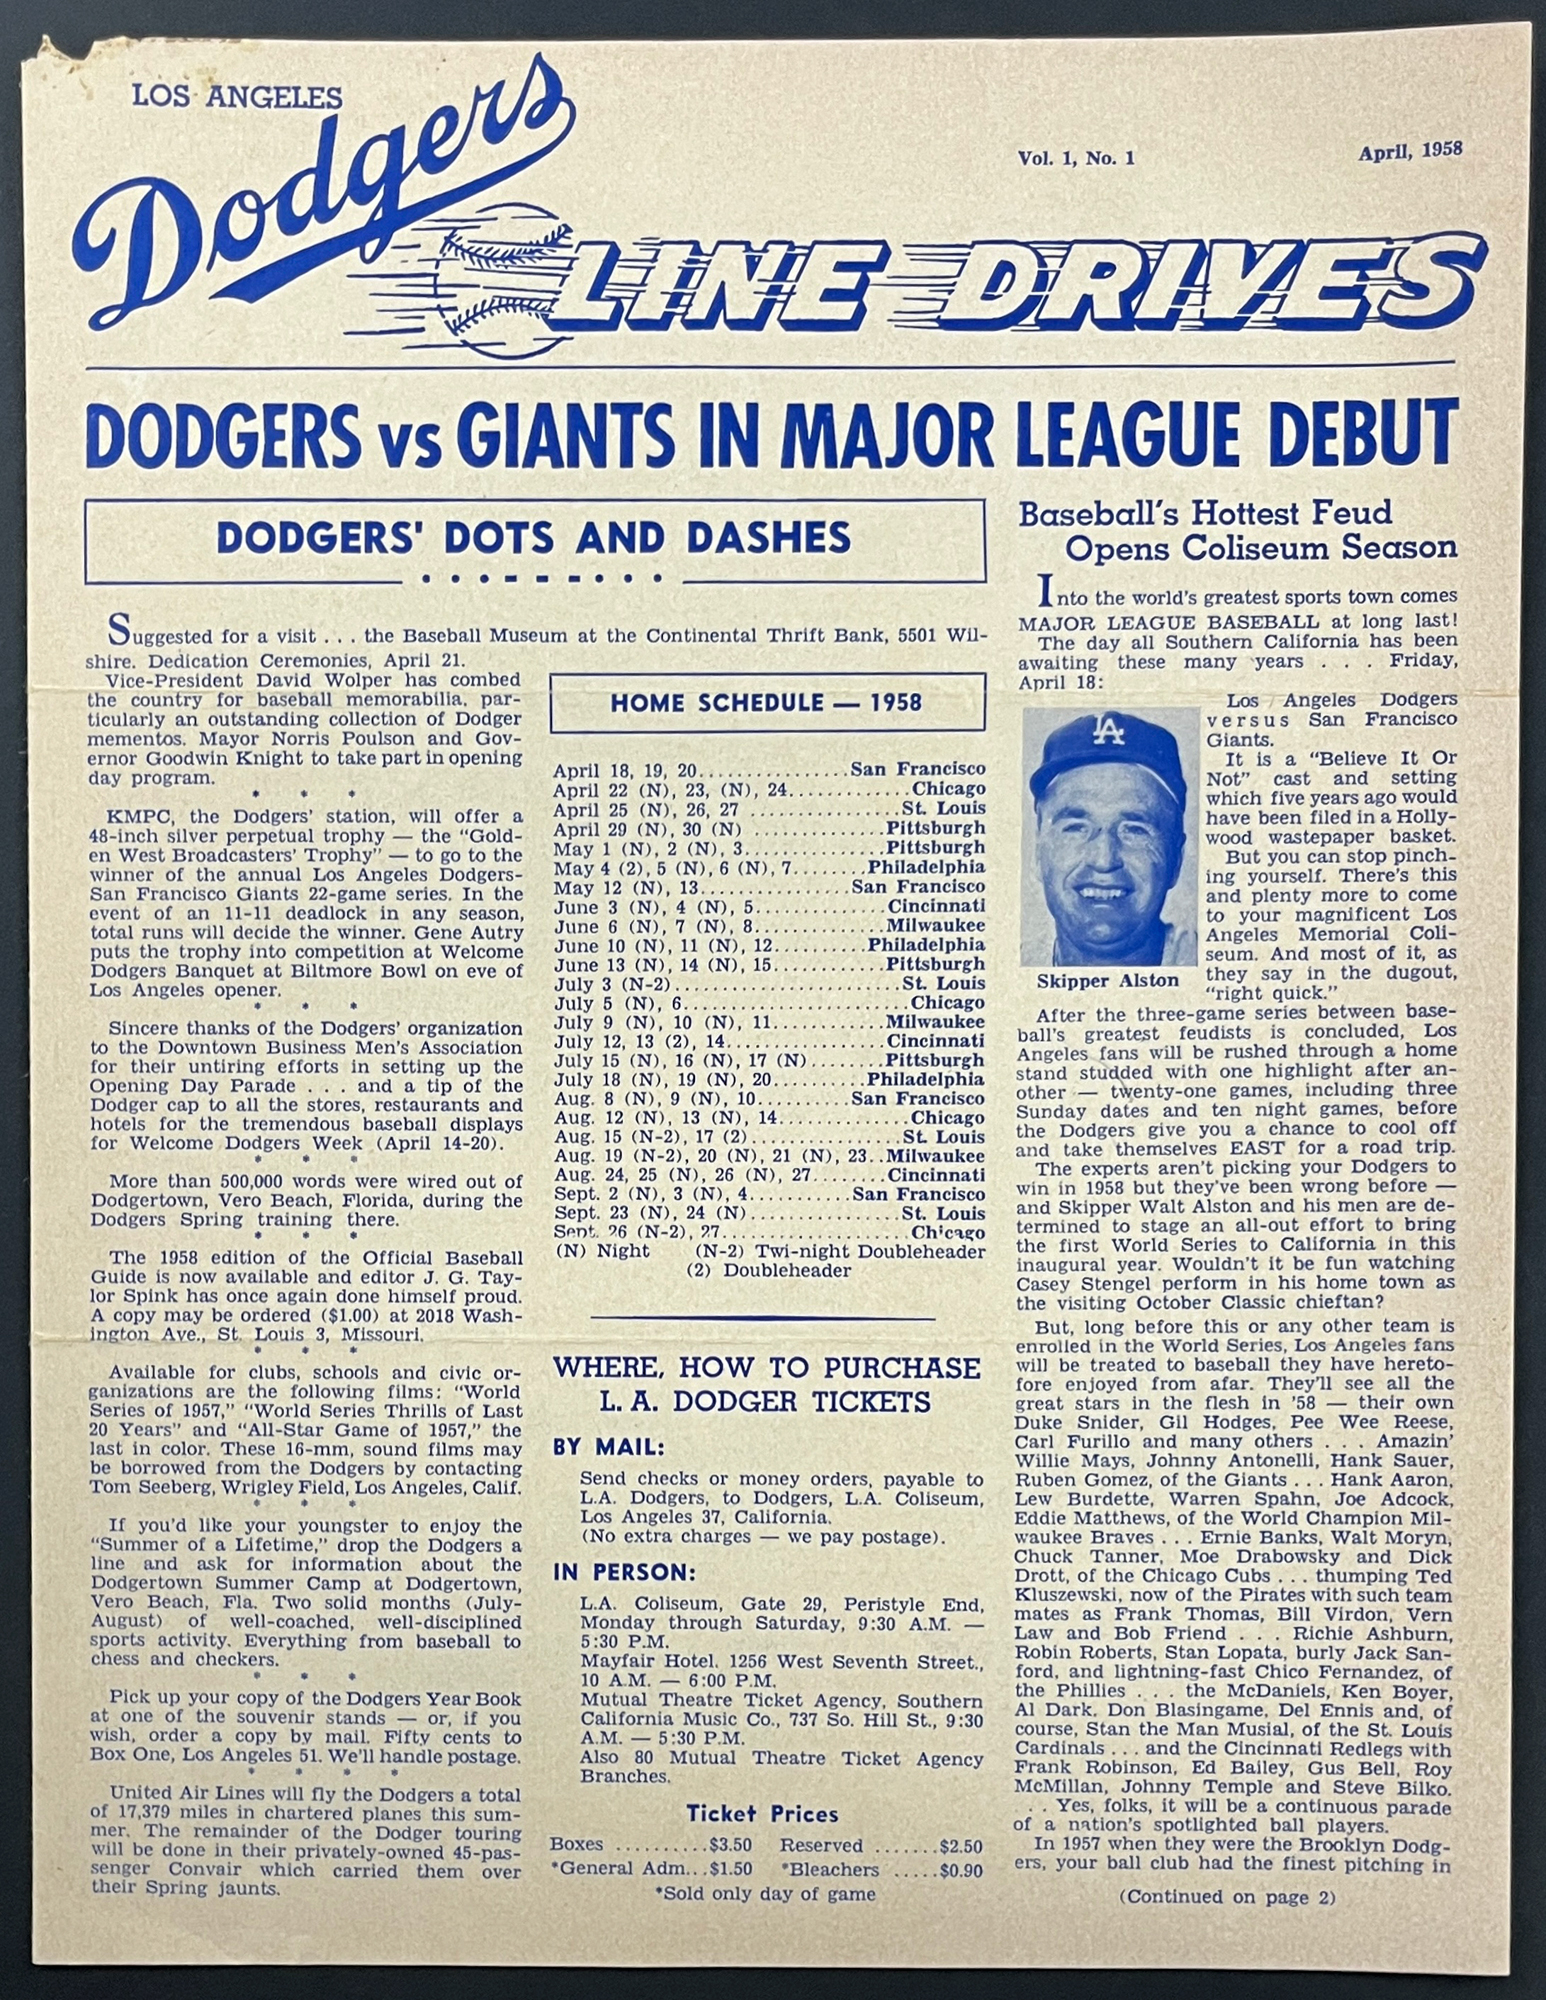 LOS ANGELES
Dodgers
LINE DRIVES
Vol. 1, No. 1
April, 1958
DODGERS vs GIANTS IN MAJOR LEAGUE DEBUT
DODGERS' DOTS AND DASHES
Suggested for a visit . . . the Baseball Museum at the Continental Thrift Bank, 5501 Wil-
shire. Dedication Ceremonies, April 21.
Vice-President David Wolper has combed
the country for baseball memorabilia, par-
ticularly an outstanding collection of Dodger
mementos. Mayor Norris Poulson and Gov-
ernor Goodwin Knight to take part in opening
day program.
* * *
KMPC, the Dodgers' station, will offer a
48-inch silver perpetual trophy — the "Gold-
en West Broadcasters' Trophy" — to go to the
winner of the annual Los Angeles Dodgers-
San Francisco Giants 22-game series. In the
event of an 11-11 deadlock in any season,
total runs will decide the winner. Gene Autry
puts the trophy into competition at Welcome
Dodgers Banquet at Biltmore Bowl on eve of
Los Angeles opener.
* * *
Sincere thanks of the Dodgers' organization
to the Downtown Business Men's Association
for their untiring efforts in setting up the
Opening Day Parade . . . and a tip of the
Dodger cap to all the stores, restaurants and
hotels for the tremendous baseball displays
for Welcome Dodgers Week (April 14-20).
* * *
More than 500,000 words were wired out of
Dodgertown, Vero Beach, Florida, during the
Dodgers Spring training there.
* * *
The 1958 edition of the Official Baseball
Guide is now available and editor J. G. Tay-
lor Spink has once again done himself proud.
A copy may be ordered ($1.00) at 2018 Wash-
ington Ave., St. Louis 3, Missouri.
* * *
Available for clubs, schools and civic or-
ganizations are the following films: "World
Series of 1957," "World Series Thrills of Last
20 Years" and "All-Star Game of 1957," the
last in color. These 16-mm, sound films may
be borrowed from the Dodgers by contacting
Tom Seeberg, Wrigley Field, Los Angeles, Calif.
* * *
If you'd like your youngster to enjoy the
"Summer of a Lifetime," drop the Dodgers a
line and ask for information about the
Dodgertown Summer Camp at Dodgertown,
Vero Beach, Fla. Two solid months (July-
August) of well-coached, well-disciplined
sports activity. Everything from baseball to
chess and checkers.
* * *
Pick up your copy of the Dodgers Year Book
at one of the souvenir stands — or, if you
wish, order a copy by mail. Fifty cents to
Box One, Los Angeles 51. We'll handle postage.
* * * *
United Air Lines will fly the Dodgers a total
of 17,379 miles in chartered planes this sum-
mer. The remainder of the Dodger touring
will be done in their privately-owned 45-pas-
senger Convair which carried them over
their Spring jaunts.
HOME SCHEDULE — 1958
April 18, 19, 20...............San Francisco
April 22 (N), 23, (N), 24............Chicago
April 25 (N), 26, 27 ...............St. Louis
April 29 (N), 30 (N) .............Pittsburgh
May 1 (N), 2 (N), 3...............Pittsburgh
May 4 (2), 5 (N), 6 (N), 7........Philadelphia
May 12 (N), 13...............San Francisco
June 3 (N), 4 (N), 5..............Cincinnati
June 6 (N), 7 (N), 8..............Milwaukee
June 10 (N), 11 (N), 12..........Philadelphia
June 13 (N), 14 (N), 15...........Pittsburgh
July 3 (N-2).......................St. Louis
July 5 (N), 6.......................Chicago
July 9 (N), 10 (N), 11............Milwaukee
July 12, 13 (2), 14................Cincinnati
July 15 (N), 16 (N), 17 (N)........Pittsburgh
July 18 (N), 19 (N), 20..........Philadelphia
Aug. 8 (N), 9 (N), 10..........San Francisco
Aug. 12 (N), 13 (N), 14.............Chicago
Aug. 15 (N-2), 17 (2)...............St. Louis
Aug. 19 (N-2), 20 (N), 21 (N), 23..Milwaukee
Aug. 24, 25 (N), 26 (N), 27........Cincinnati
Sept. 2 (N), 3 (N), 4...........San Francisco
Sept. 23 (N), 24 (N)................St. Louis
Sept. 26 (N-2), 27..................Chicago
(N) Night (N-2) Twi-night Doubleheader
(2) Doubleheader
WHERE, HOW TO PURCHASE
L. A. DODGER TICKETS
BY MAIL:
Send checks or money orders, payable to
L.A. Dodgers, to Dodgers, L.A. Coliseum,
Los Angeles 37, California.
(No extra charges — we pay postage).
IN PERSON:
L.A. Coliseum, Gate 29, Peristyle End,
Monday through Saturday, 9:30 A.M. —
5:30 P.M.
Mayfair Hotel, 1256 West Seventh Street.,
10 A.M. — 6:00 P.M.
Mutual Theatre Ticket Agency, Southern
California Music Co., 737 So. Hill St., 9:30
A.M. — 5:30 P.M.
Also 80 Mutual Theatre Ticket Agency
Branches.
Ticket Prices
Boxes ..........$3.50 Reserved .......$2.50
*General Adm...$1.50 *Bleachers .....$0.90
*Sold only day of game
Baseball's Hottest Feud
Opens Coliseum Season
Into the world's greatest sports town comes
MAJOR LEAGUE BASEBALL at long last!
The day all Southern California has been
awaiting these many years . . . Friday,
April 18:
Los Angeles Dodgers
versus San Francisco
Giants.
It is a "Believe It Or
Not" cast and setting
which five years ago would
have been filed in a Holly-
wood wastepaper basket.
But you can stop pinch-
ing yourself. There's this
and plenty more to come
to your magnificent Los
Angeles Memorial Coli-
seum. And most of it, as
they say in the dugout,
"right quick."
LA
Skipper Alston
After the three-game series between base-
ball's greatest feudists is concluded, Los
Angeles fans will be rushed through a home
stand studded with one highlight after an-
other — twenty-one games, including three
Sunday dates and ten night games, before
the Dodgers give you a chance to cool off
and take themselves EAST for a road trip.
The experts aren't picking your Dodgers to
win in 1958 but they've been wrong before —
and Skipper Walt Alston and his men are de-
termined to stage an all-out effort to bring
the first World Series to California in this
inaugural year. Wouldn't it be fun watching
Casey Stengel perform in his home town as
the visiting October Classic chieftan?
But, long before this or any other team is
enrolled in the World Series, Los Angeles fans
will be treated to baseball they have hereto-
fore enjoyed from afar. They'll see all the
great stars in the flesh in '58 — their own
Duke Snider, Gil Hodges, Pee Wee Reese,
Carl Furillo and many others . . . Amazin'
Willie Mays, Johnny Antonelli, Hank Sauer,
Ruben Gomez, of the Giants . . . Hank Aaron,
Lew Burdette, Warren Spahn, Joe Adcock,
Eddie Matthews, of the World Champion Mil-
waukee Braves . . . Ernie Banks, Walt Moryn,
Chuck Tanner, Moe Drabowsky and Dick
Drott, of the Chicago Cubs . . . thumping Ted
Kluszewski, now of the Pirates with such team
mates as Frank Thomas, Bill Virdon, Vern
Law and Bob Friend . . . Richie Ashburn,
Robin Roberts, Stan Lopata, burly Jack San-
ford, and lightning-fast Chico Fernandez, of
the Phillies . . . the McDaniels, Ken Boyer,
Al Dark, Don Blasingame, Del Ennis and, of
course, Stan the Man Musial, of the St. Louis
Cardinals . . . and the Cincinnati Redlegs with
Frank Robinson, Ed Bailey, Gus Bell, Roy
McMillan, Johnny Temple and Steve Bilko.
. . Yes, folks, it will be a continuous parade
of a nation's spotlighted ball players.
In 1957 when they were the Brooklyn Dodg-
ers, your ball club had the finest pitching in
(Continued on page 2)